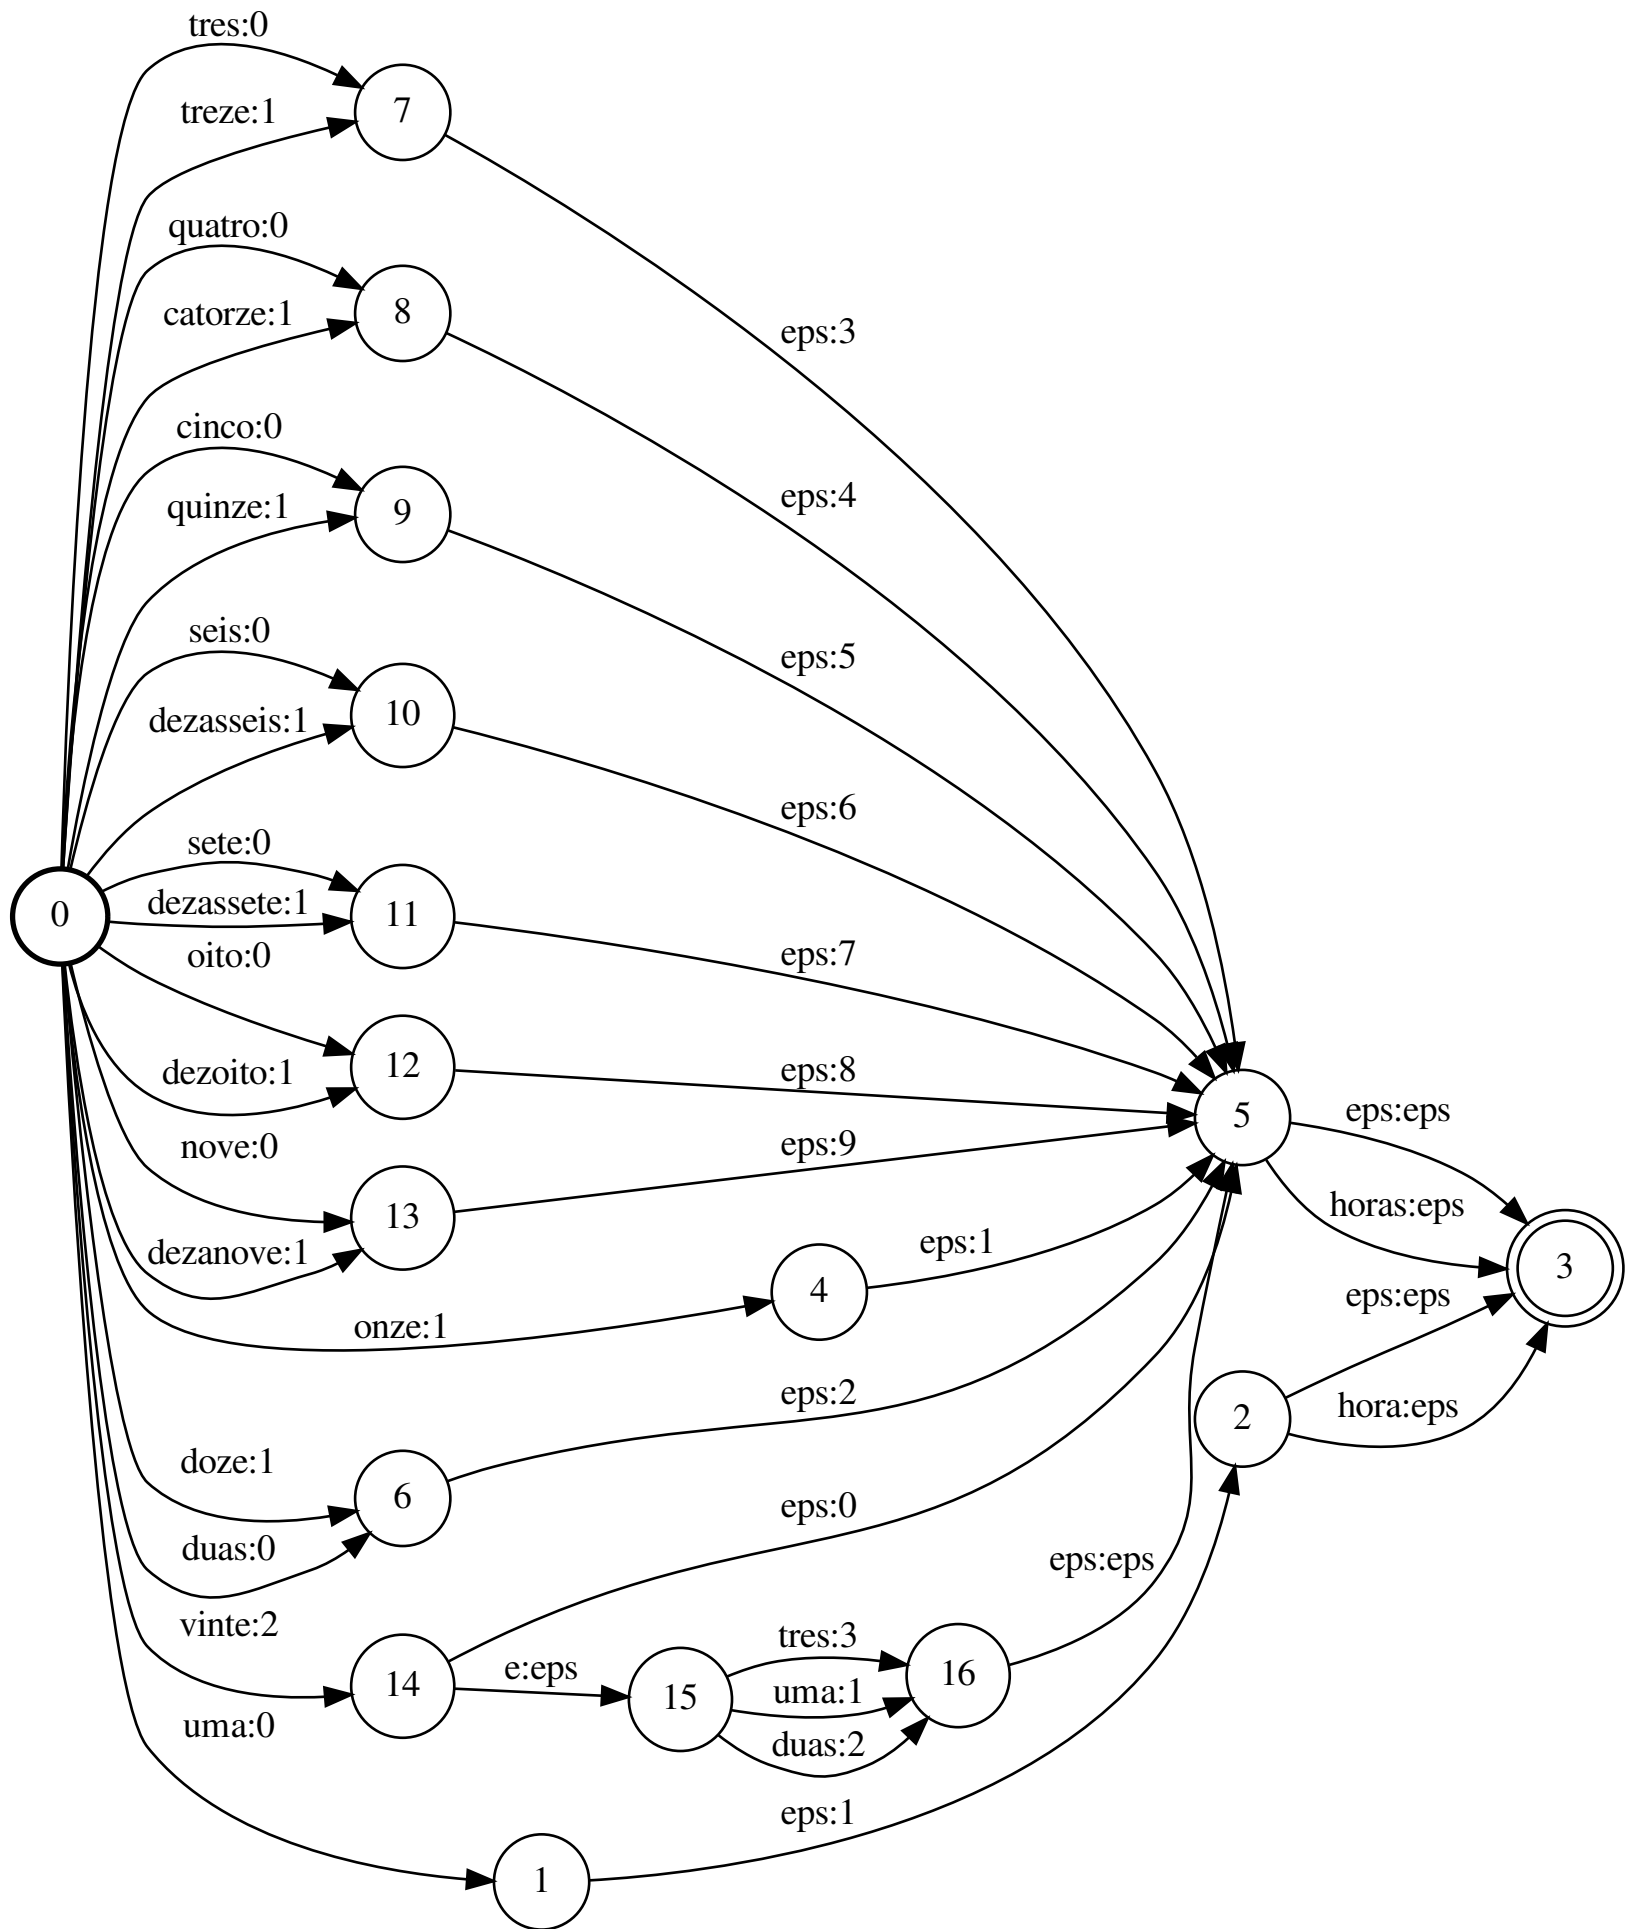 tres:0
7
treze:1
quatro:0
8
catorze:1
eps:3
cinco:0
9
quinze:1
eps:4
seis:0
10
dezasseis:1
eps:5
sete:0
eps:6
0
dezassete:1
11
oito:0
eps:7
12
dezoito:1
eps:8
5
eps:eps
nove:0
eps:9
13
horas:eps
dezanove:1
eps:1
3
4
eps:eps
onze:1
eps:2
2
hora:eps
doze:1
6
eps:0
duas:0
eps:eps
vinte:2
tres:3
14
e:eps
15
16
uma:1
uma:0
duas:2
eps:1
1